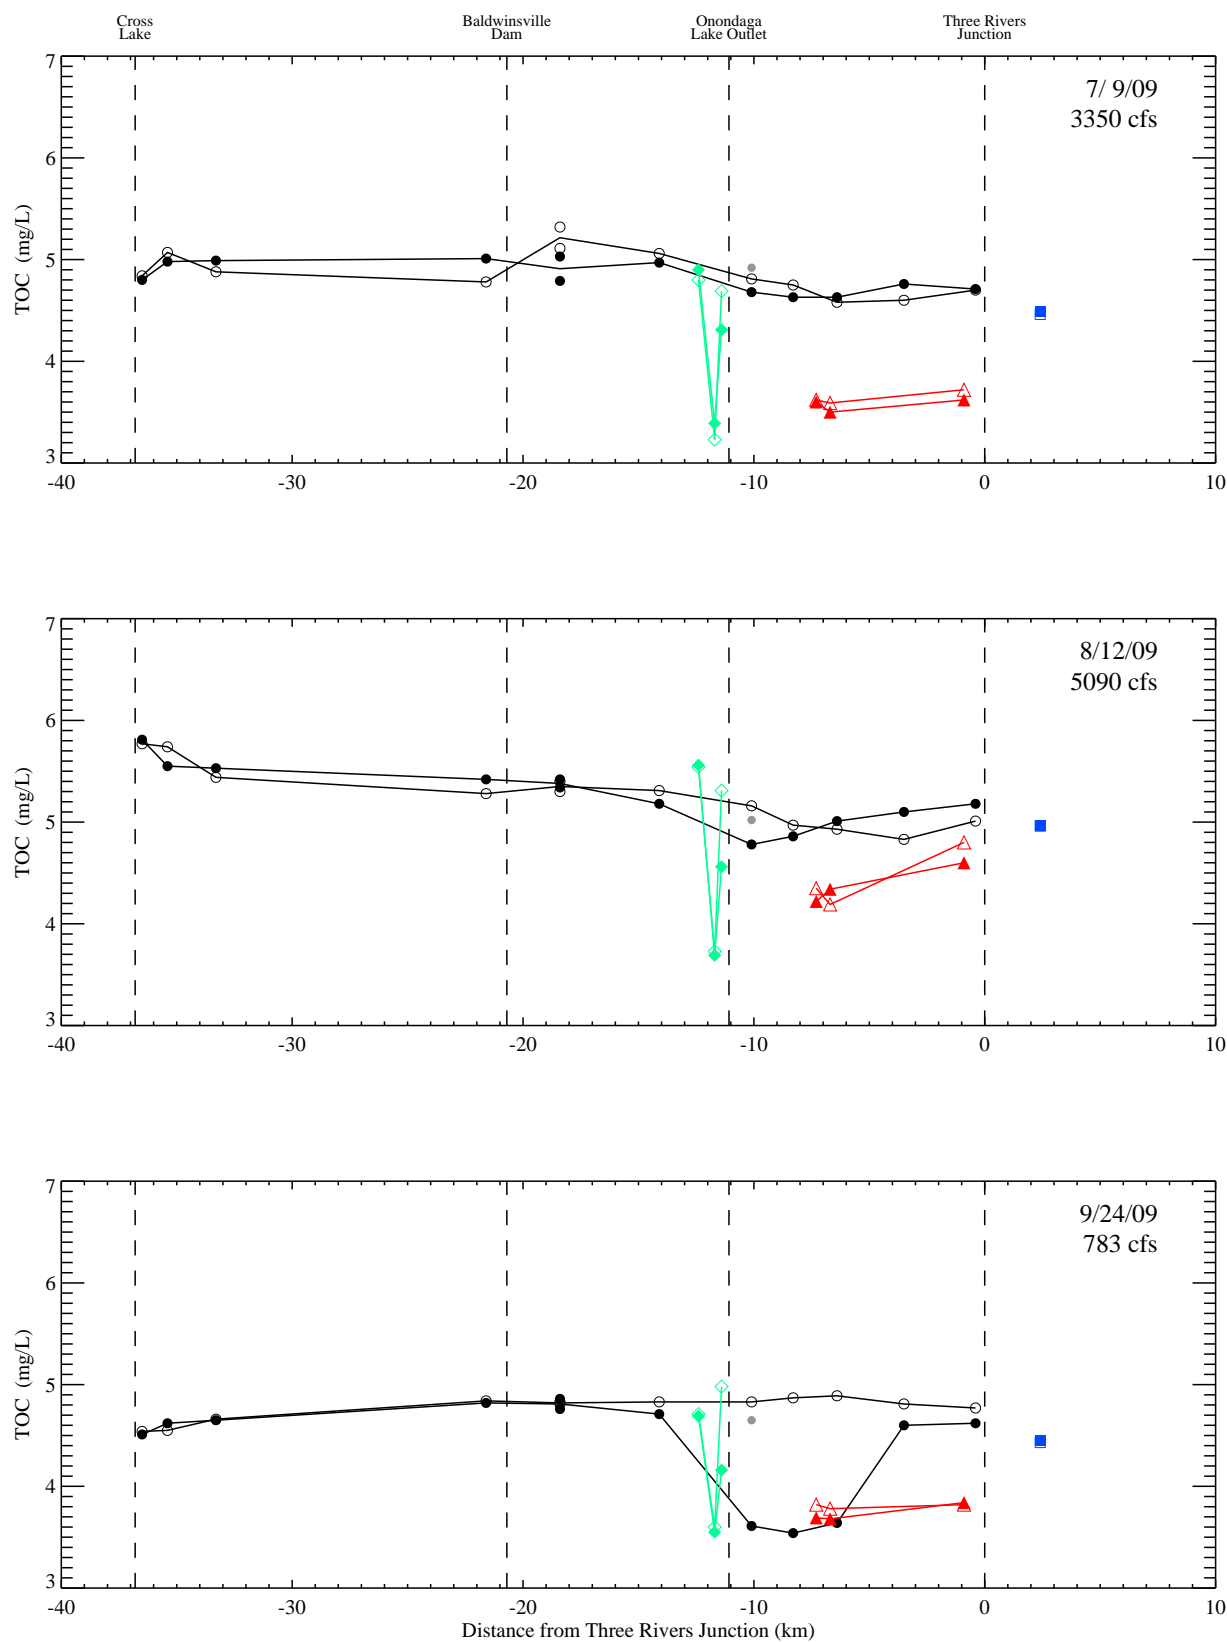 Cross
Lake
Baldwinsville
Dam
Onondaga
Lake Outlet
Three Rivers
Junction
7
6
5
4
3
TOC (mg/L)
7/ 9/09
3350 cfs
-40 -30 -20 -10 0 10
7
6
5
4
3
TOC (mg/L)
8/12/09
5090 cfs
-40 -30 -20 -10 0 10
7
6
5
4
3
TOC (mg/L)
9/24/09
783 cfs
-40 -30 -20 -10 0 10
Distance from Three Rivers Junction (km)